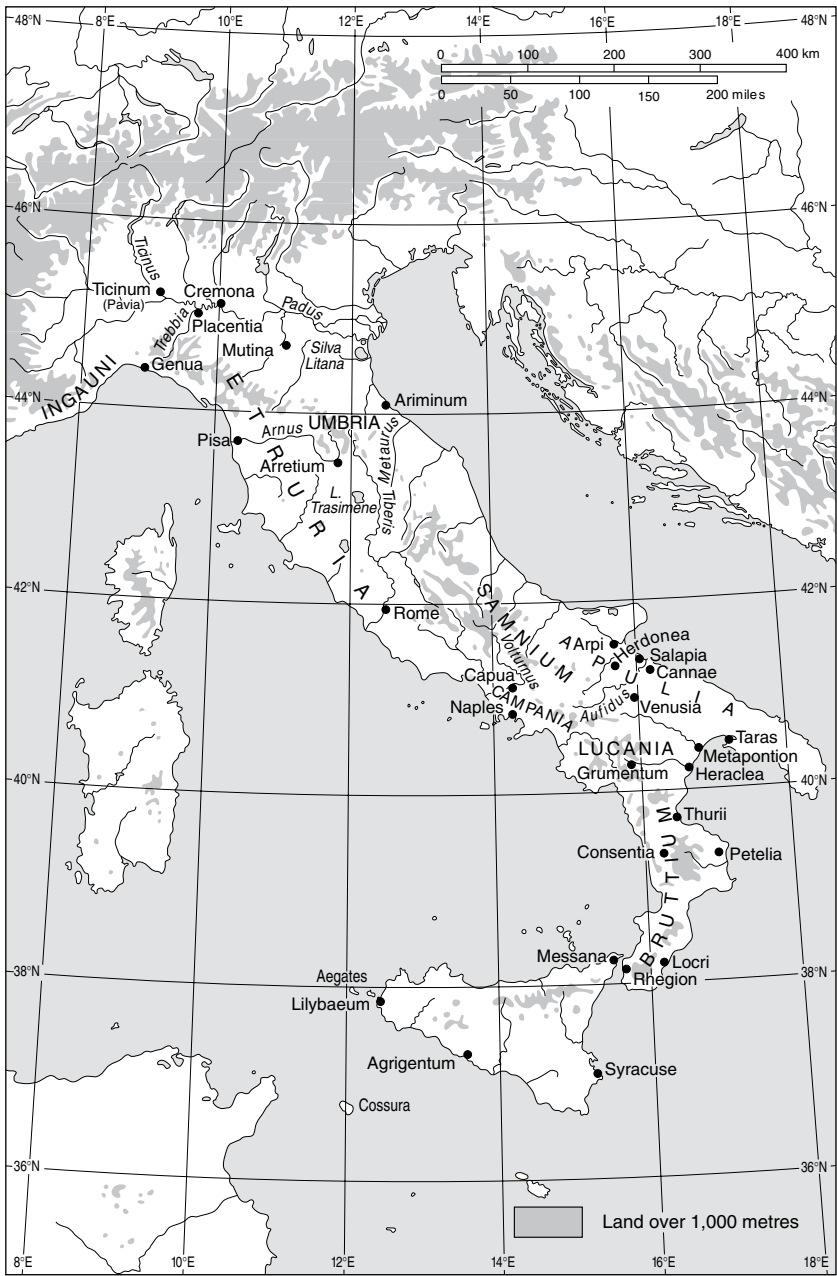 48°N 8°E 10°E 12°E 14°E 16°E 18°E 48°N
0 100 200 300 400 km
0 50 100 150 200 miles
46°N 46°N
Ticinus
Ticinum
(Pavia)
Cremona
Padus
Trebbia
Placentia
Mutina
Silva
Litana
Genua
INGAUNI
44°N 44°N
ETRURIA
Ariminum
Arnus
UMBRIA
Pisa
Metaurus
Arretium
L.
Trasimene
Tiberis
42°N 42°N
Rome
SAMNIUM
Volturnus
APULIA
Arpi
Herdonea
Salapia
Cannae
Capua
CAMPANIA
Naples
Aufidus
Venusia
LUCANIA
Taras
Metapontion
Grumentum
Heraclea
40°N 40°N
Thurii
BRUTTIUM
Consentia
Petelia
Messana
Locri
Rhegion
38°N 38°N
Aegates
Lilybaeum
Agrigentum
Syracuse
Cossura
36°N 18°N
Land over 1,000 metres
8°E 10°E 12°E 14°E 16°E 18°E